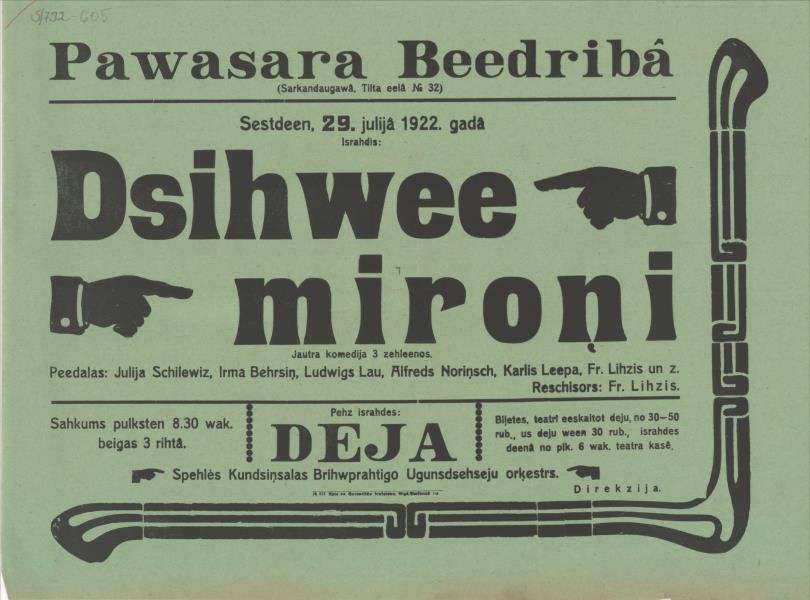 S/792-605
Pawasara Beedribâ
(Sarkandaugawâ, Tilta eelâ № 32)
Sestdeen, 29. julijâ 1922. gadâ
Israhdis:
Dsihwee
miroņi
Jautra komedija 3 zehleenos.
Peedalas: Julija Schilewiz, Irma Behrsiņ, Ludwigs Lau, Alfreds Noriņsch, Karlis Leepa, Fr. Lihzis un z.
Reschisors: Fr. Lihzis.
Sahkums pulksten 8.30 wak.
beigas 3 rihtâ.
Pehz israhdes:
DEJA
Biļetes, teatrî eeskaitot deju, no 30—50
rub., us deju ween 30 rub., israhdes
deenâ no plk. 6 wak. teatra kasê.
Spehlês Kundsiņsalas Brihwprahtigo Ugunsdsehseju orķestrs.
Direkzija.